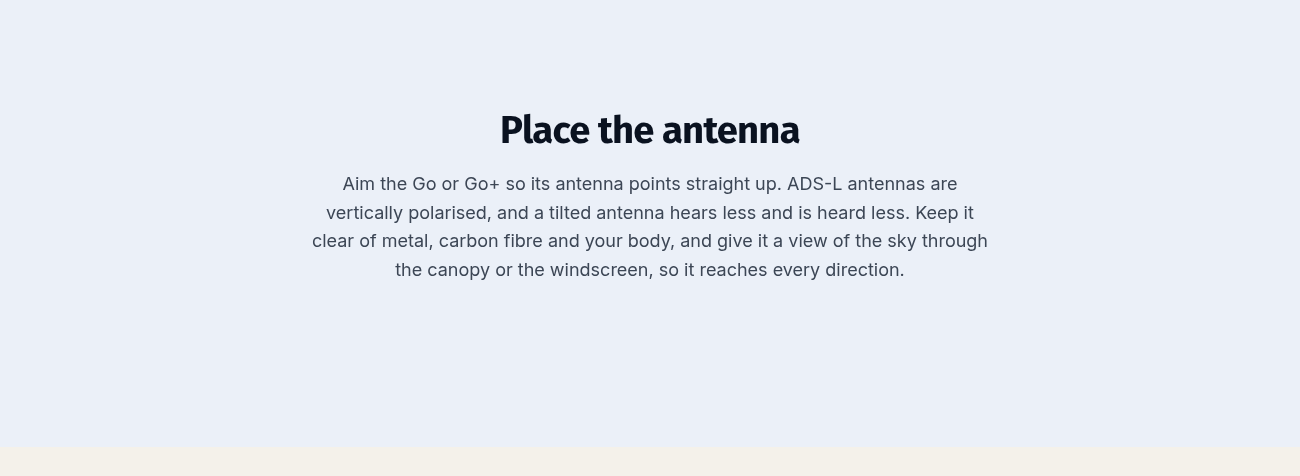 Place the antenna
Aim the Go or Go+ so its antenna points straight up. ADS-L antennas are
vertically polarised, and a tilted antenna hears less and is heard less. Keep it
clear of metal, carbon fibre and your body, and give it a view of the sky through
the canopy or the windscreen, so it reaches every direction.